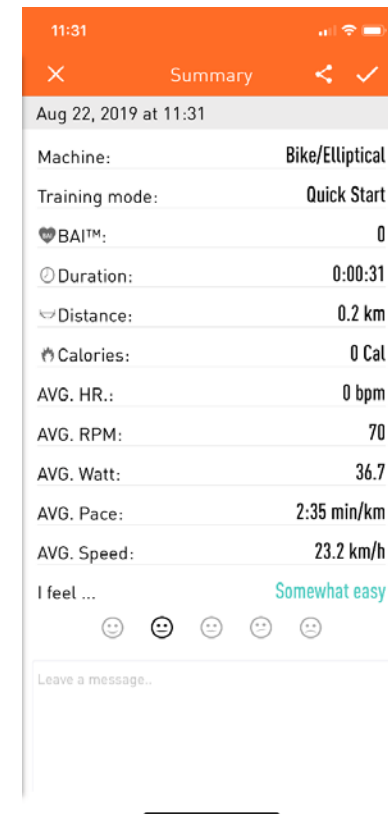 11:31
Summary
Aug 22, 2019 at 11:31
Machine: Bike/Elliptical
Training mode: Quick Start
BAI™: 0
Duration: 0:00:31
Distance: 0.2 km
Calories: 0 Cal
AVG. HR.: 0 bpm
AVG. RPM: 70
AVG. Watt: 36.7
AVG. Pace: 2:35 min/km
AVG. Speed: 23.2 km/h
I feel ... Somewhat easy
Leave a message..